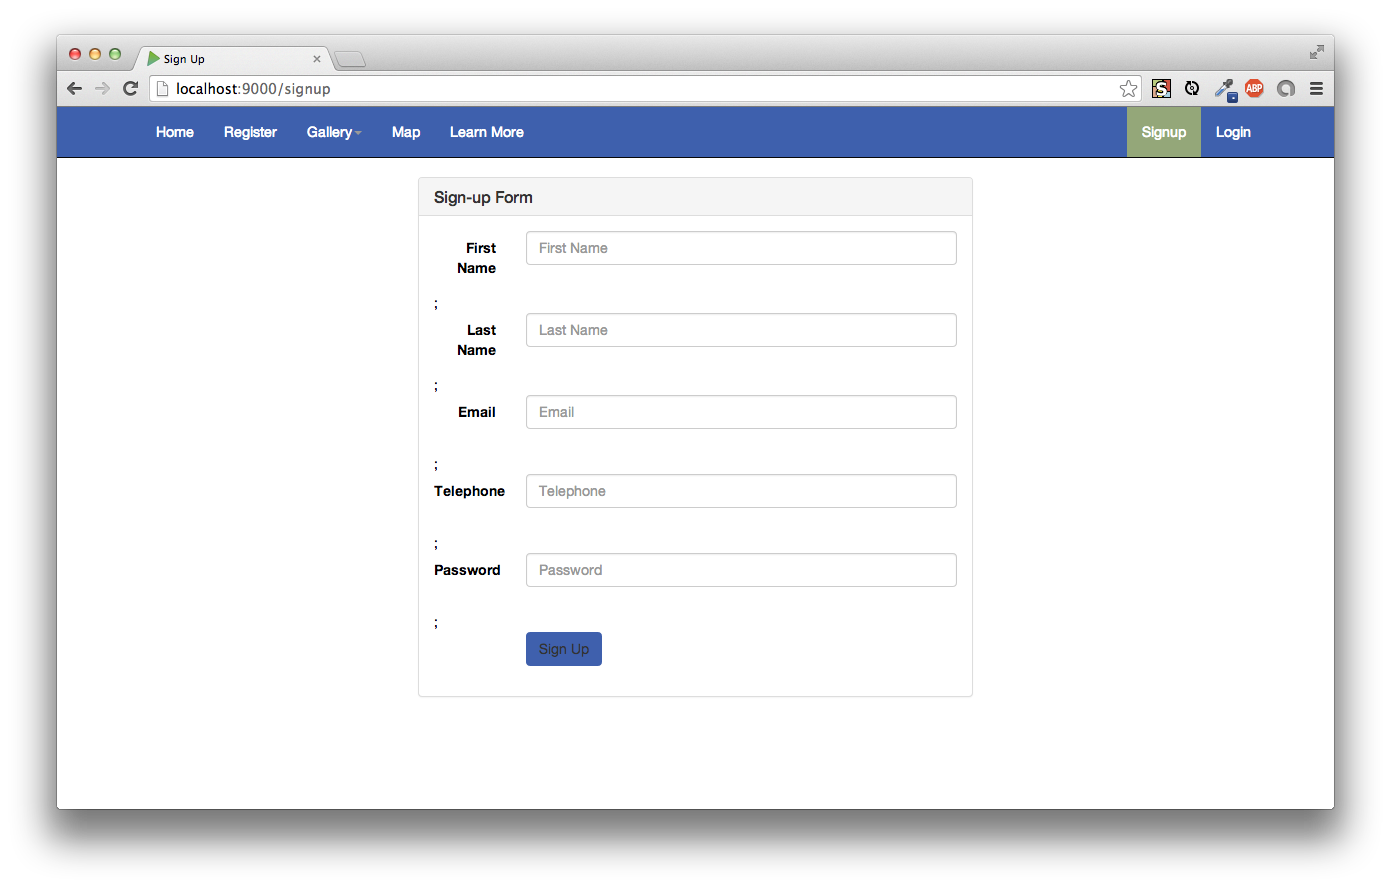 Sign Up
localhost:9000/signup
ABP
Home Register Gallery Map Learn More Signup Login
Sign-up Form
First Name
First Name
;
Last Name
Last Name
;
Email Email
;
Telephone Telephone
;
Password Password
;
Sign Up